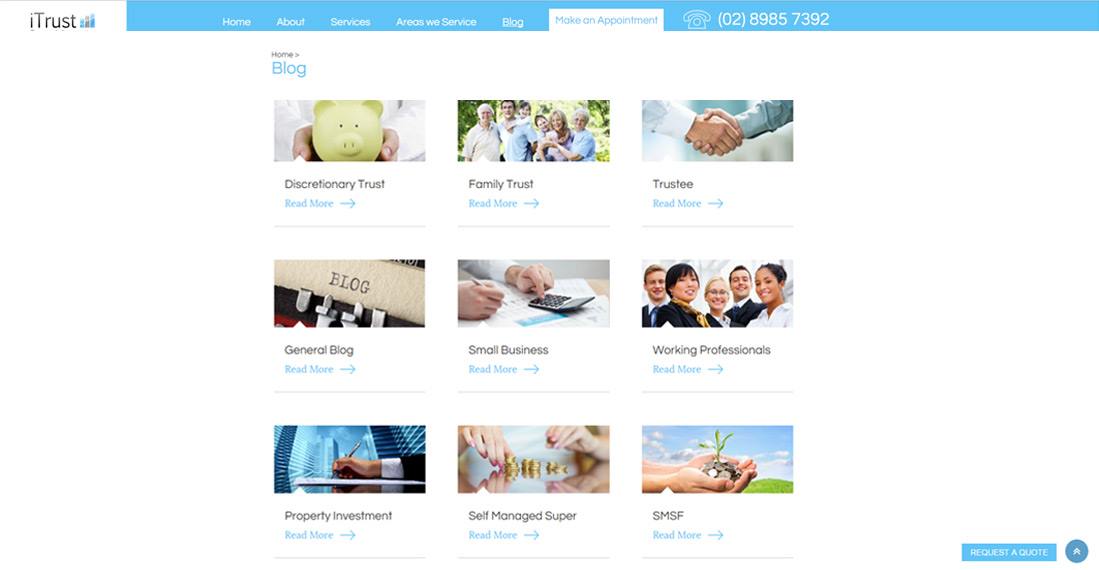 iTrust
Home About Services Areas we Service Blog Make an Appointment (02) 8985 7392
Home >
Blog
Discretionary Trust
Read More
Family Trust
Read More
Trustee
Read More
BLOG
General Blog
Read More
Small Business
Read More
Working Professionals
Read More
Property Investment
Read More
Self Managed Super
Read More
SMSF
Read More
REQUEST A QUOTE